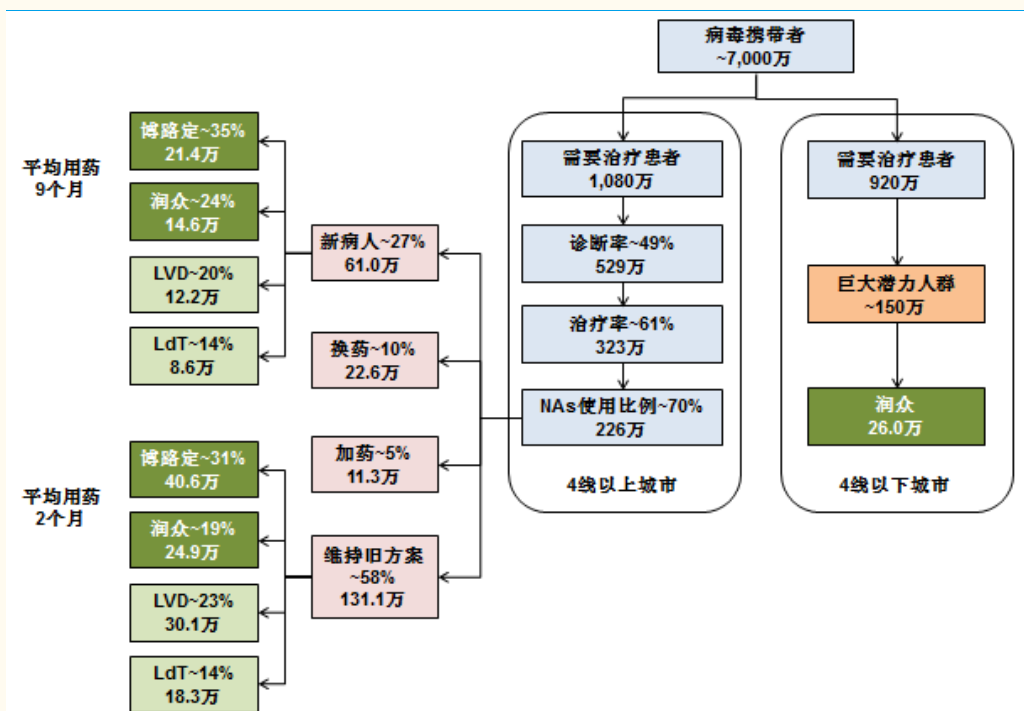 病毒携带者
~7,000万
需要治疗患者
1,080万
诊断率~49%
529万
治疗率~61%
323万
NAs使用比例~70%
226万
4线以上城市
需要治疗患者
920万
巨大潜力人群
~150万
润众
26.0万
4线以下城市
新病人~27%
61.0万
换药~10%
22.6万
加药~5%
11.3万
维持旧方案
~58%
131.1万
平均用药
9个月
博路定~35%
21.4万
润众~24%
14.6万
LVD~20%
12.2万
LdT~14%
8.6万
平均用药
2个月
博路定~31%
40.6万
润众~19%
24.9万
LVD~23%
30.1万
LdT~14%
18.3万